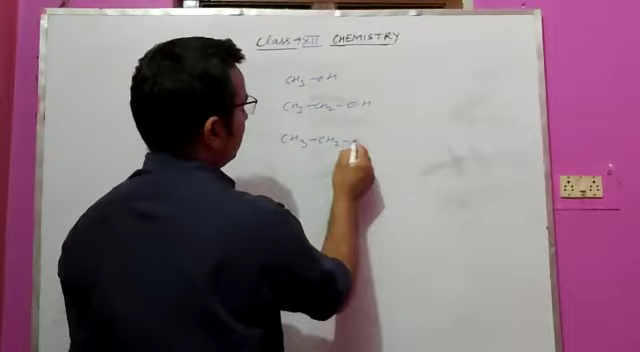 Class → XII CHEMISTRY
CH₃ – OH
CH₃ – CH₂ – OH
CH₃ – CH₂ –